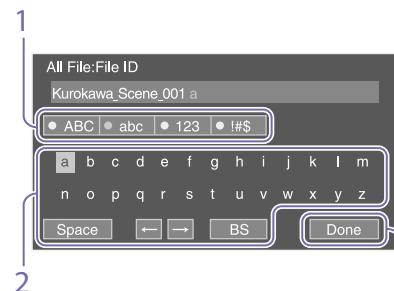 1
All File:File ID
Kurokawa_Scene_001 a
ABC abc 123 !#$
a b c d e f g h i j k l m
n o p q r s t u v w x y z
Space ← → BS Done
2